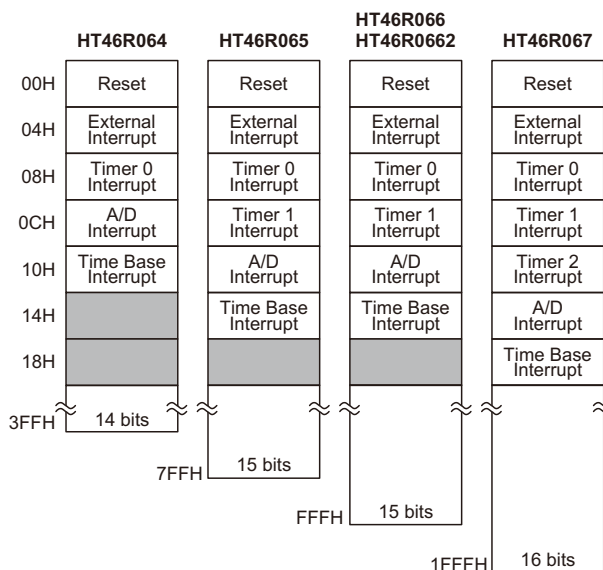 HT46R064
HT46R065
HT46R066
HT46R0662
HT46R067
00H
Reset
Reset
Reset
Reset
04H
External
Interrupt
External
Interrupt
External
Interrupt
External
Interrupt
08H
Timer 0
Interrupt
Timer 0
Interrupt
Timer 0
Interrupt
Timer 0
Interrupt
0CH
A/D
Interrupt
Timer 1
Interrupt
Timer 1
Interrupt
Timer 1
Interrupt
10H
Time Base
Interrupt
A/D
Interrupt
A/D
Interrupt
Timer 2
Interrupt
14H
Time Base
Interrupt
Time Base
Interrupt
A/D
Interrupt
18H
Time Base
Interrupt
3FFH
14 bits
7FFH
15 bits
FFFH
15 bits
1FFFH
16 bits